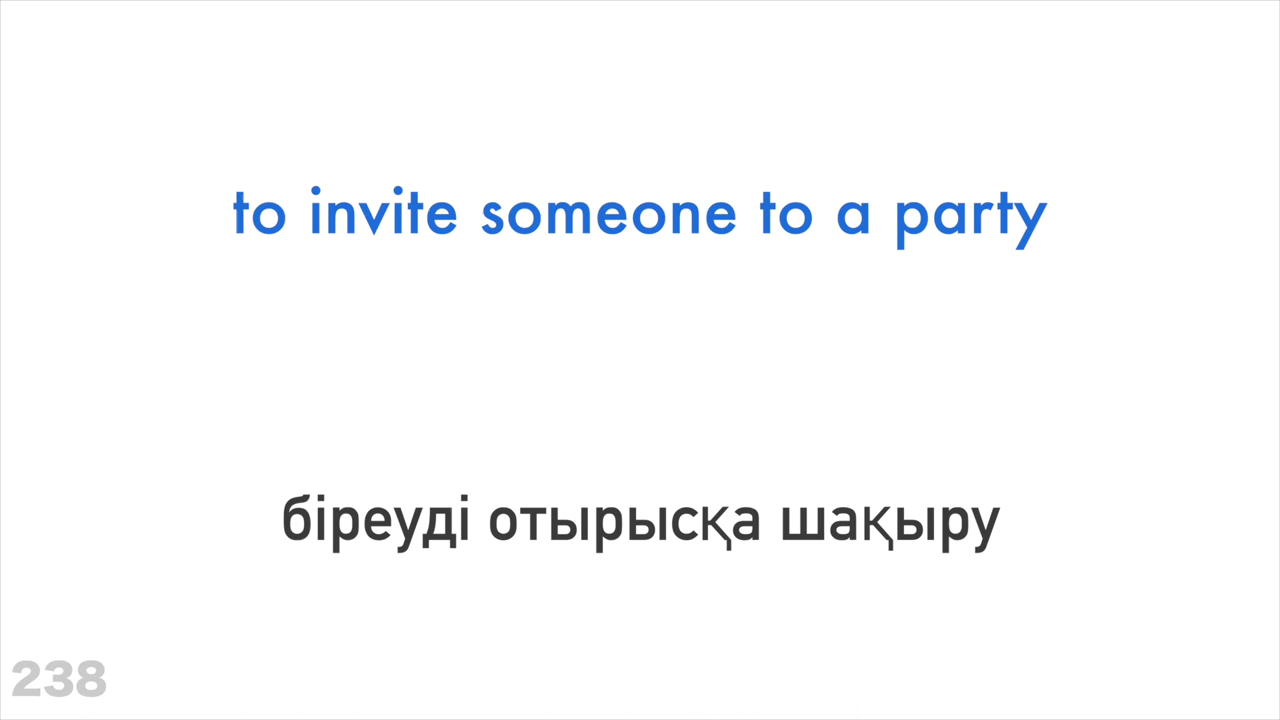 to invite someone to a party
біреуді отырысқа шақыру
238